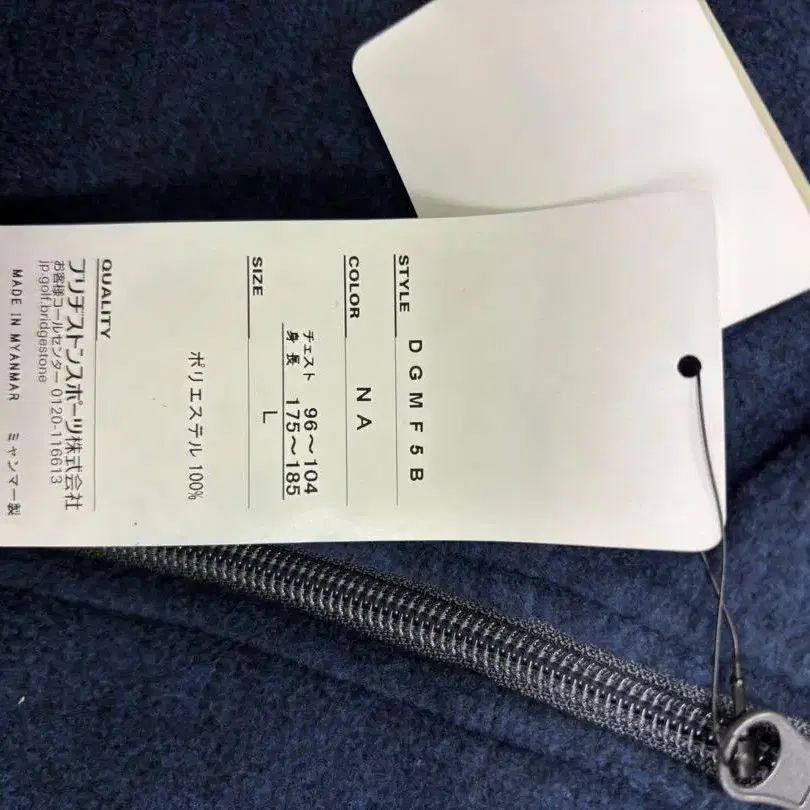 STYLE DGMF5B
COLOR NA
SIZE
チェスト 96～104
身長 175～185
L
ポリエステル 100%
QUALITY
ブリヂストンスポーツ株式会社
お客様コールセンター 0120-116613
jp.golf.bridgestone
MADE IN MYANMAR ミャンマー製